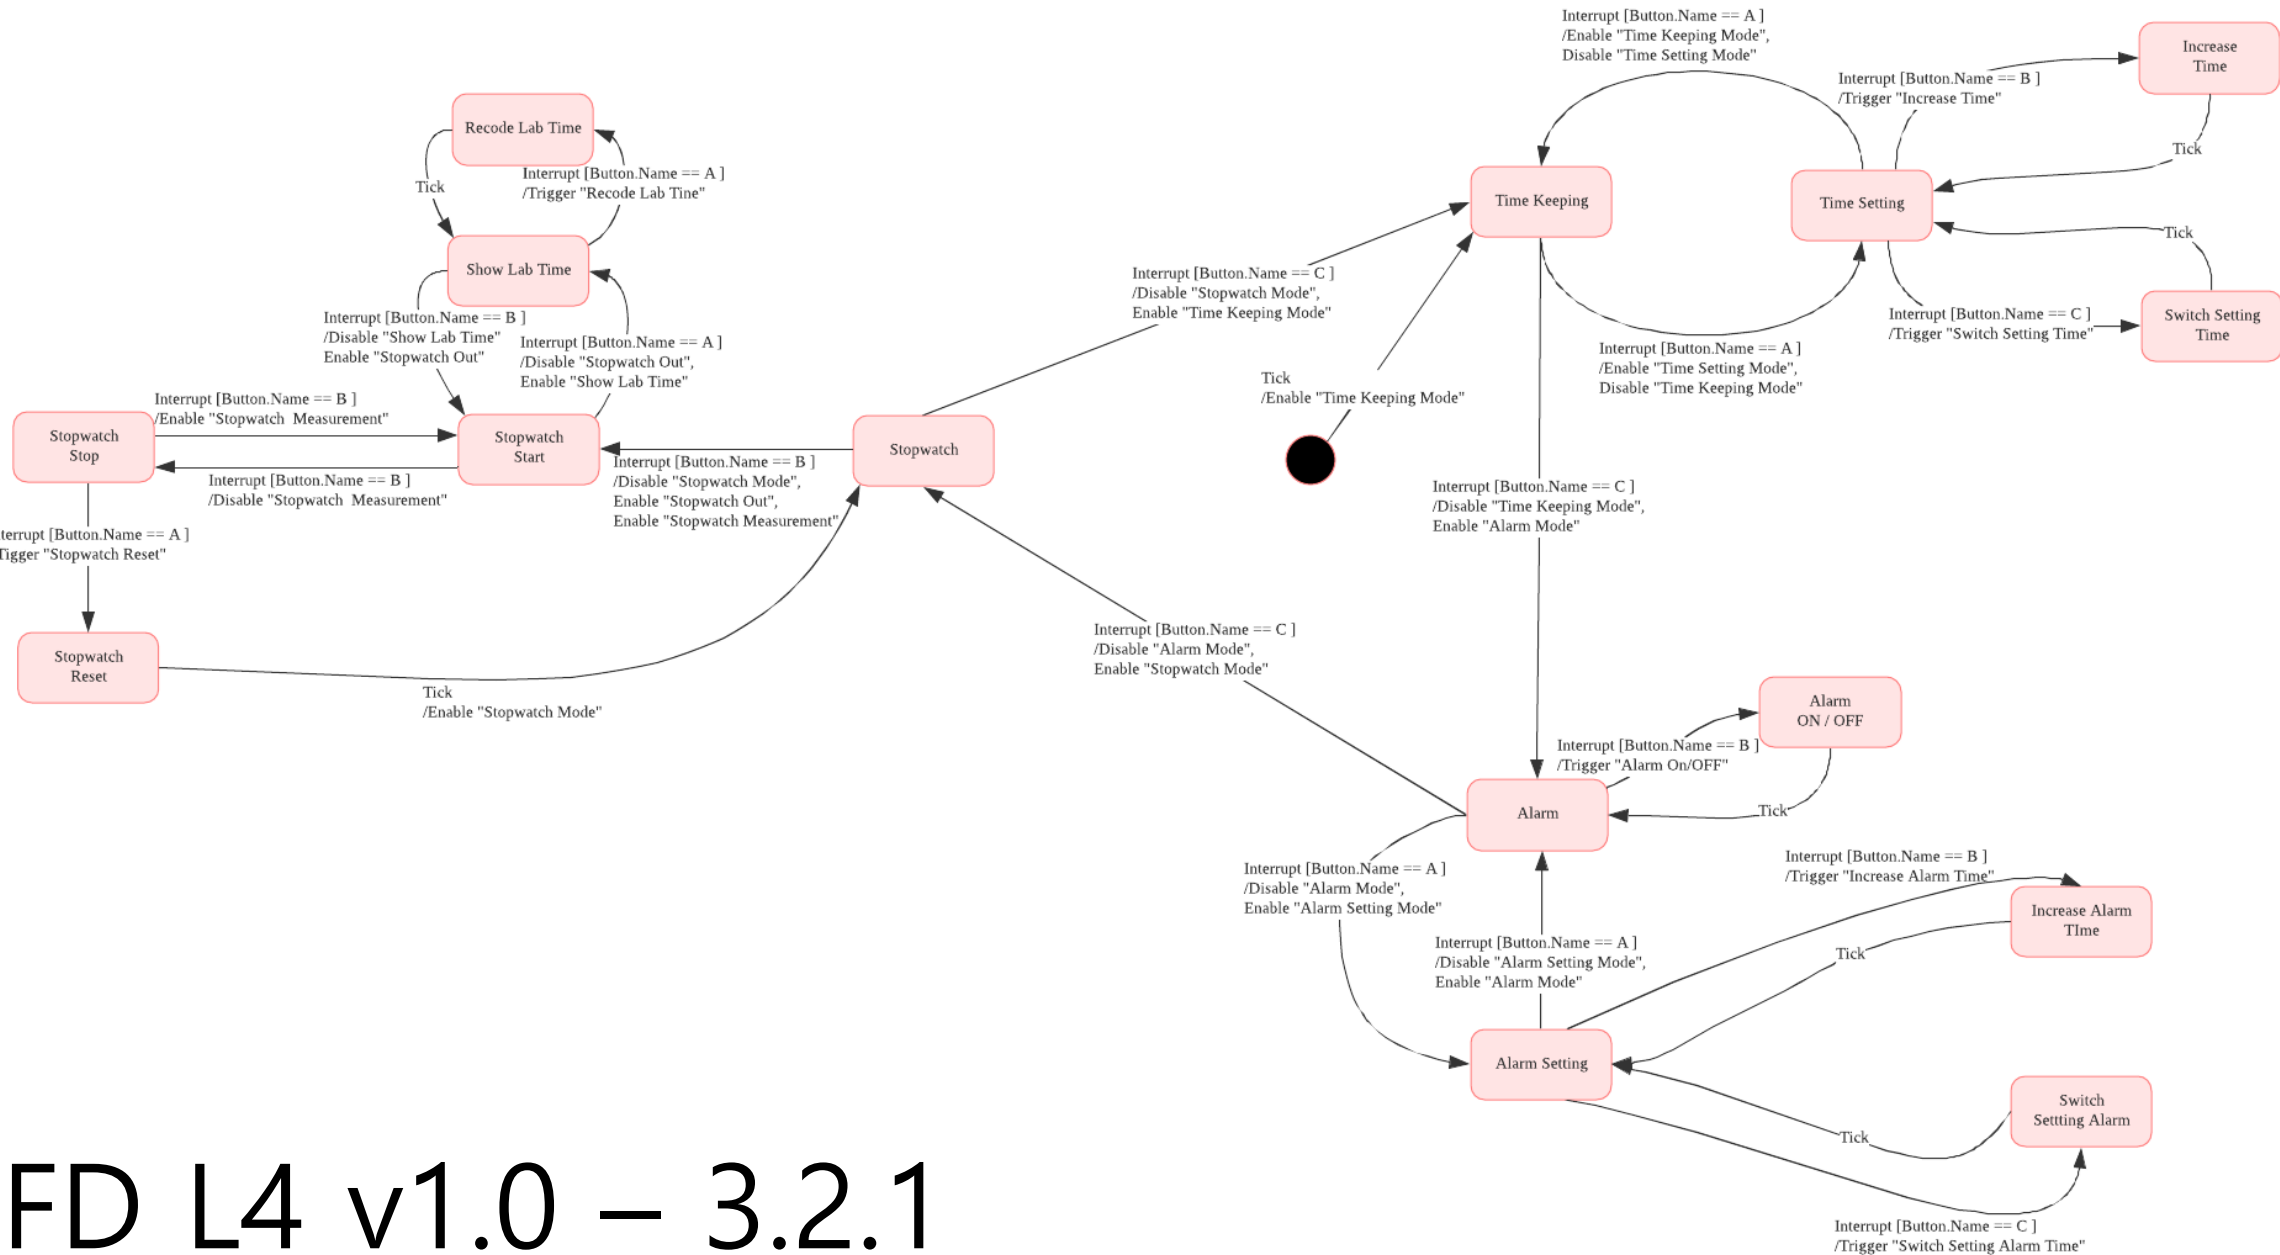 Interrupt [Button.Name == A ]
/Enable "Time Keeping Mode",
Disable "Time Setting Mode"
Increase
Time
Interrupt [Button.Name == B ]
/Trigger "Increase Time"
Tick
Recode Lab Time
Interrupt [Button.Name == A ]
/Trigger "Recode Lab Tine"
Tick
Time Keeping
Time Setting
Tick
Show Lab Time
Interrupt [Button.Name == C ]
/Disable "Stopwatch Mode",
Enable "Time Keeping Mode"
Interrupt [Button.Name == C ]
/Trigger "Switch Setting Time"
Switch Setting
Time
Interrupt [Button.Name == B ]
/Disable "Show Lab Time"
Enable "Stopwatch Out"
Interrupt [Button.Name == A ]
/Disable "Stopwatch Out",
Enable "Show Lab Time"
Interrupt [Button.Name == A ]
/Enable "Time Setting Mode",
Disable "Time Keeping Mode"
Tick
/Enable "Time Keeping Mode"
Interrupt [Button.Name == B ]
/Enable "Stopwatch  Measurement"
Stopwatch
Stop
Stopwatch
Start
Stopwatch
Interrupt [Button.Name == B ]
/Disable "Stopwatch  Measurement"
Interrupt [Button.Name == B ]
/Disable "Stopwatch Mode",
Enable "Stopwatch Out",
Enable "Stopwatch Measurement"
Interrupt [Button.Name == C ]
/Disable "Time Keeping Mode",
Enable "Alarm Mode"
terrupt [Button.Name == A ]
Tigger "Stopwatch Reset"
Interrupt [Button.Name == C ]
/Disable "Alarm Mode",
Enable "Stopwatch Mode"
Stopwatch
Reset
Tick
/Enable "Stopwatch Mode"
Alarm
ON / OFF
Interrupt [Button.Name == B ]
/Trigger "Alarm On/OFF"
Alarm
Tick
Interrupt [Button.Name == A ]
/Disable "Alarm Mode",
Enable "Alarm Setting Mode"
Interrupt [Button.Name == B ]
/Trigger "Increase Alarm Time"
Increase Alarm
TIme
Interrupt [Button.Name == A ]
/Disable "Alarm Setting Mode",
Enable "Alarm Mode"
Tick
Alarm Setting
Switch
Settting Alarm
Tick
Interrupt [Button.Name == C ]
/Trigger "Switch Setting Alarm Time"
FD L4 v1.0 – 3.2.1